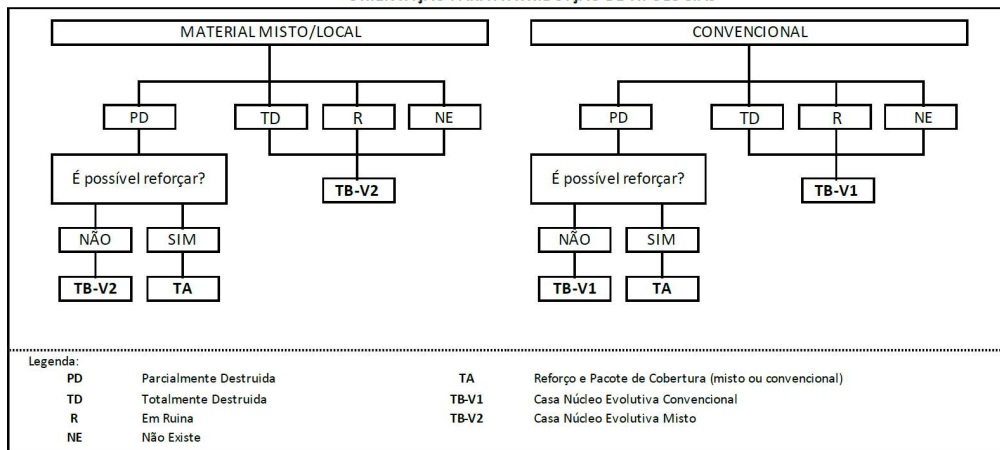 MATERIAL MISTO/LOCAL
PD
TD
R
NE
É possível reforçar?
TB-V2
NÃO
SIM
TB-V2
TA
CONVENCIONAL
PD
TD
R
NE
É possível reforçar?
TB-V1
NÃO
SIM
TB-V1
TA
Legenda:
PD Parcialmente Destruida
TD Totalmente Destruida
R Em Ruina
NE Não Existe
TA Reforço e Pacote de Cobertura (misto ou convencional)
TB-V1 Casa Núcleo Evolutiva Convencional
TB-V2 Casa Núcleo Evolutiva Misto